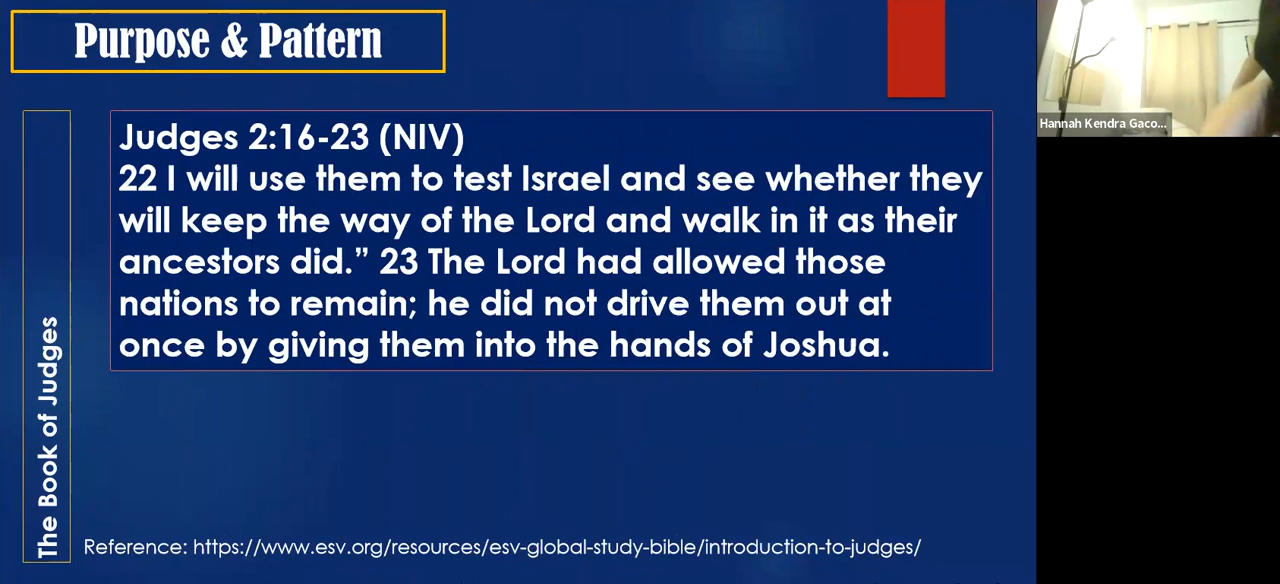 Purpose & Pattern
Judges 2:16-23 (NIV)
22 I will use them to test Israel and see whether they
will keep the way of the Lord and walk in it as their
ancestors did.” 23 The Lord had allowed those
nations to remain; he did not drive them out at
once by giving them into the hands of Joshua.
The Book of Judges
Reference: https://www.esv.org/resources/esv-global-study-bible/introduction-to-judges/
Hannah Kendra Gaco...